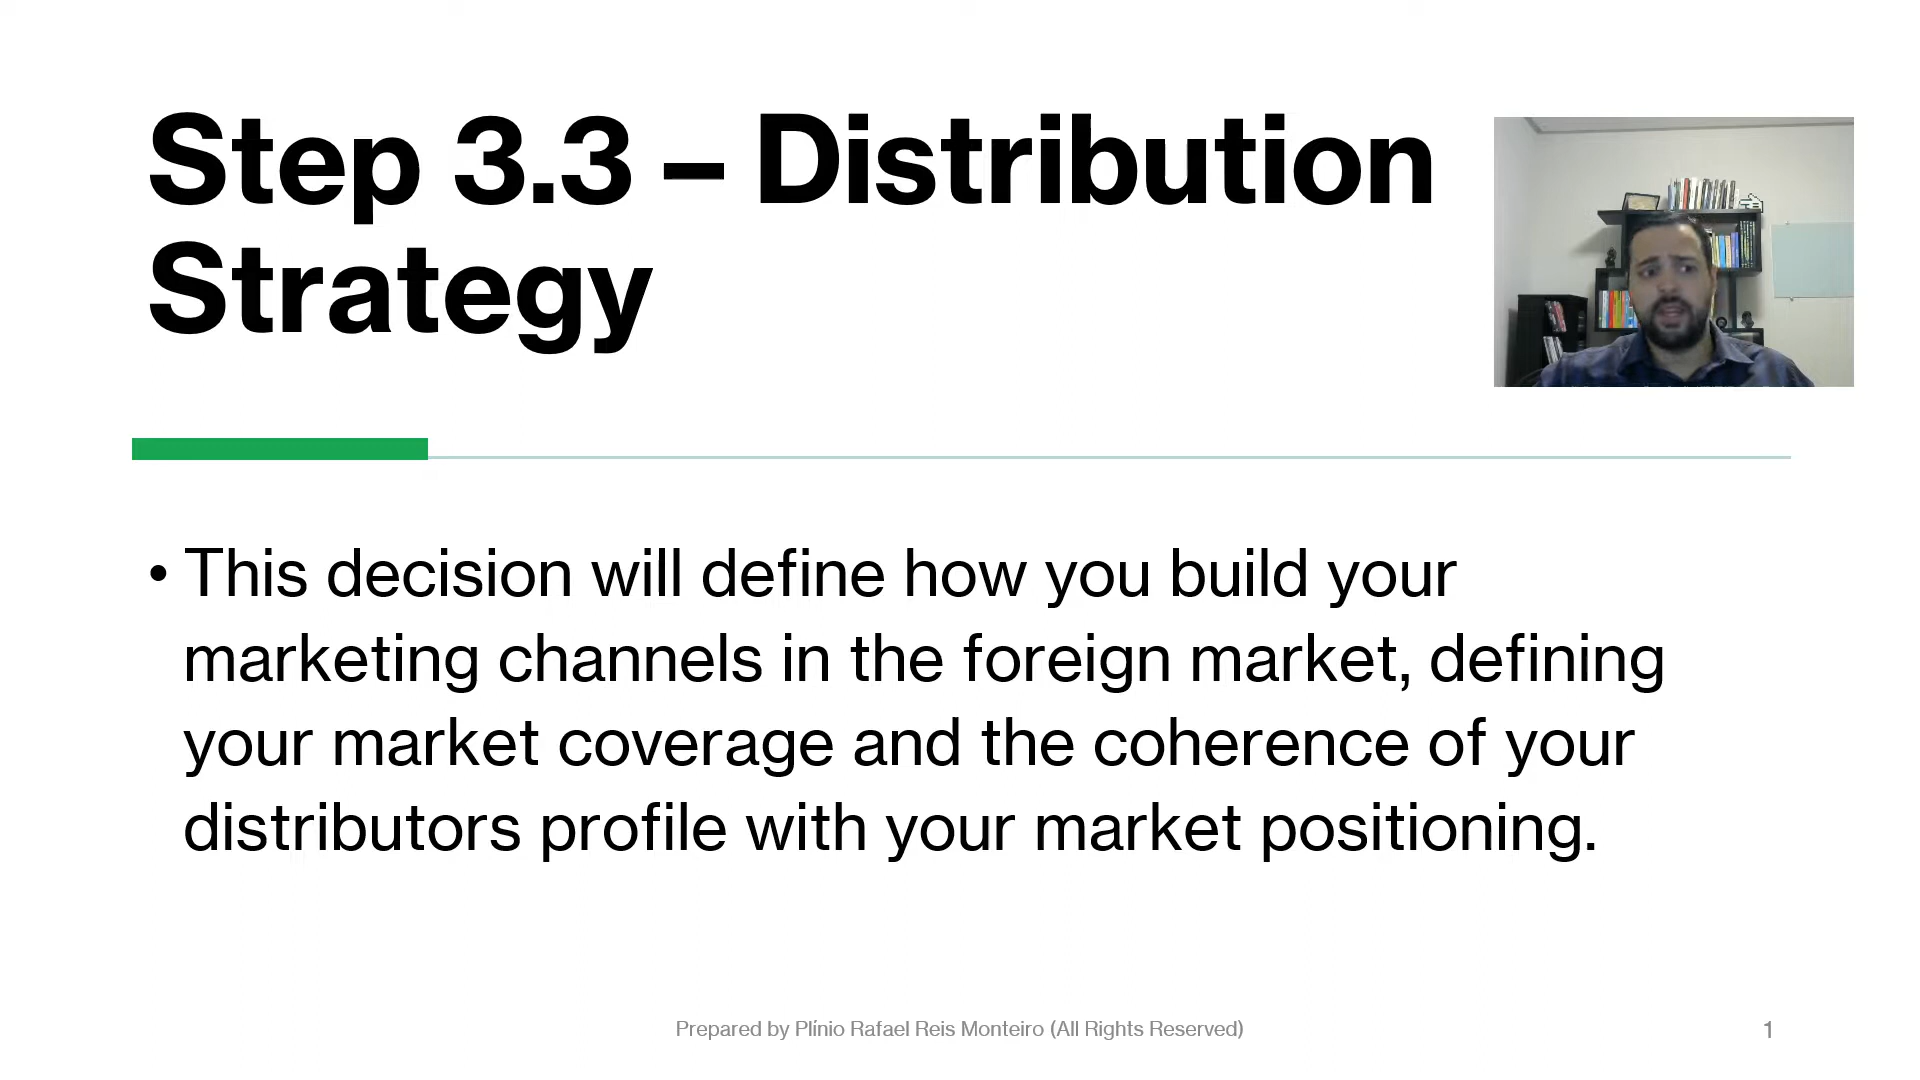 Step 3.3 – Distribution
Strategy
• This decision will define how you build your
marketing channels in the foreign market, defining
your market coverage and the coherence of your
distributors profile with your market positioning.
Prepared by Plínio Rafael Reis Monteiro (All Rights Reserved)
1